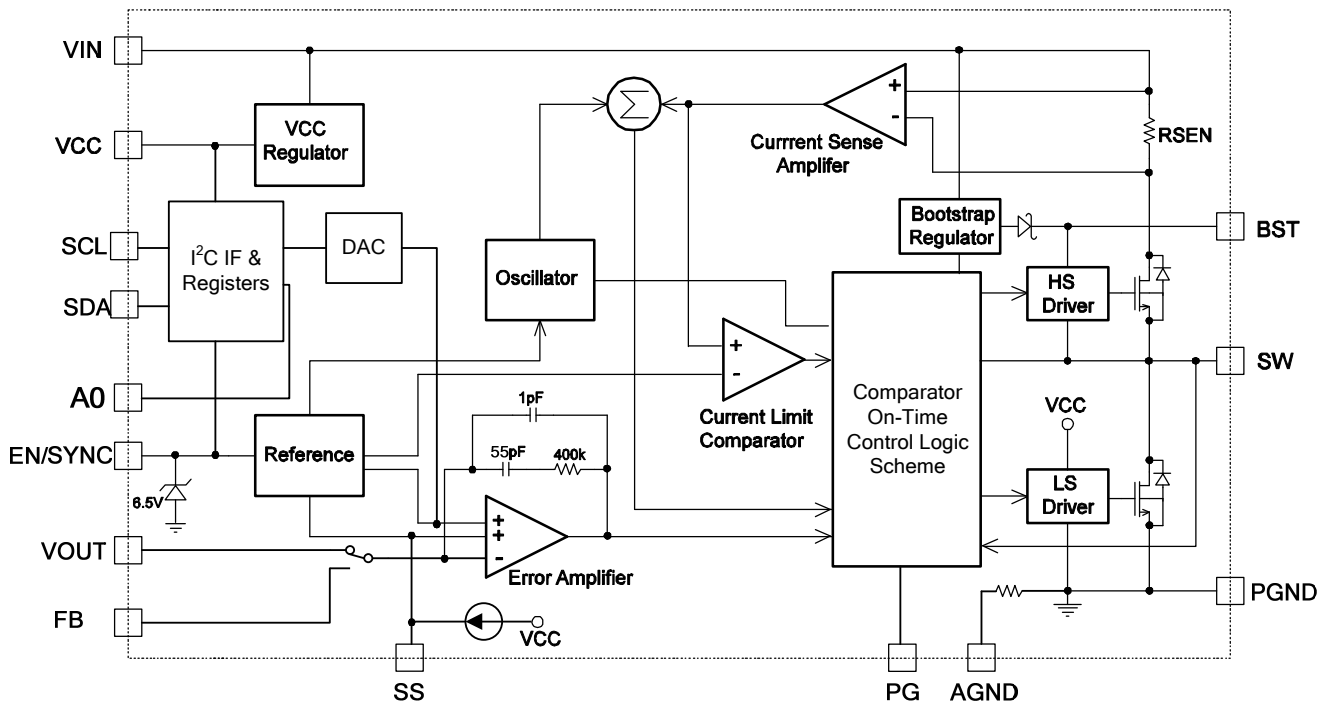 VIN
VCC
Regulator
VCC
SCL
SDA
A0
EN/SYNC
6.5V
VOUT
FB
I²C IF &
Registers
DAC
Reference
Oscillator
Σ
+
-
Currrent Sense
Amplifer
RSEN
Bootstrap
Regulator
BST
HS
Driver
SW
+
-
Current Limit
Comparator
Comparator
On-Time
Control Logic
Scheme
VCC
LS
Driver
1pF
55pF
400k
+
+
-
Error Amplifier
VCC
PGND
SS
PG
AGND